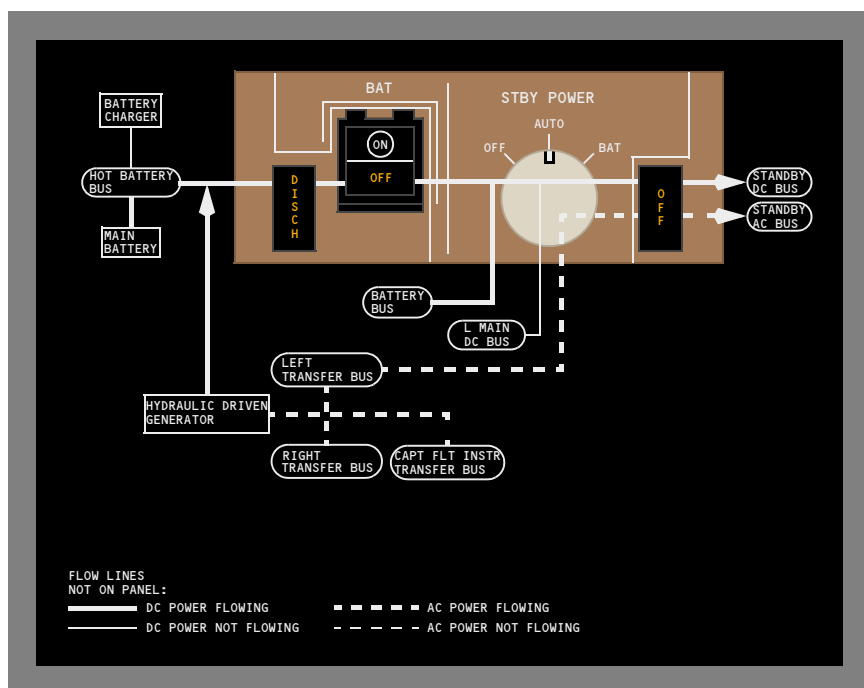 BAT
STBY POWER
AUTO
OFF
BAT
BATTERY
CHARGER
ON
OFF
HOT BATTERY
BUS
DISCH
OFF
STANDBY
DC BUS
STANDBY
AC BUS
MAIN
BATTERY
BATTERY
BUS
L MAIN
DC BUS
LEFT
TRANSFER BUS
HYDRAULIC DRIVEN
GENERATOR
RIGHT
TRANSFER BUS
CAPT FLT INSTR
TRANSFER BUS
FLOW LINES
NOT ON PANEL:
DC POWER FLOWING
AC POWER FLOWING
DC POWER NOT FLOWING
AC POWER NOT FLOWING